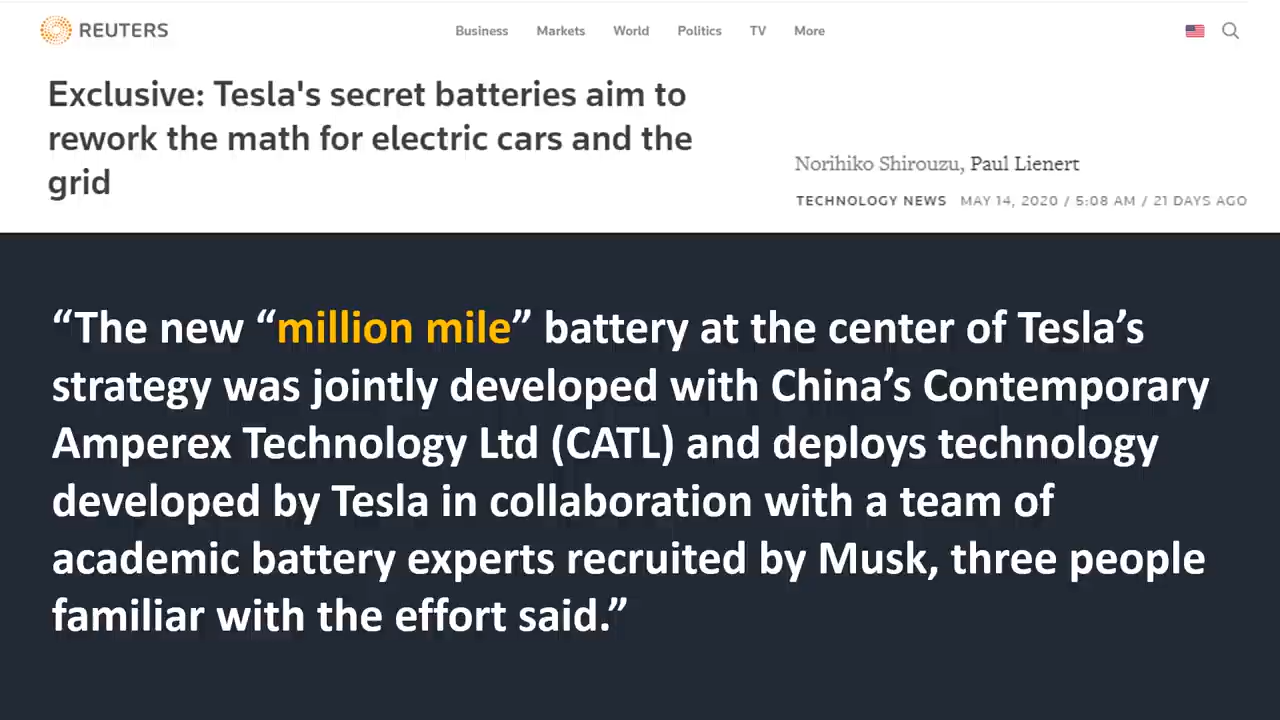 REUTERS
Business Markets World Politics TV More
Exclusive: Tesla's secret batteries aim to
rework the math for electric cars and the
grid
Norihiko Shirouzu, Paul Lienert
TECHNOLOGY NEWS MAY 14, 2020 / 5:08 AM / 21 DAYS AGO
“The new “million mile” battery at the center of Tesla’s
strategy was jointly developed with China’s Contemporary
Amperex Technology Ltd (CATL) and deploys technology
developed by Tesla in collaboration with a team of
academic battery experts recruited by Musk, three people
familiar with the effort said.”